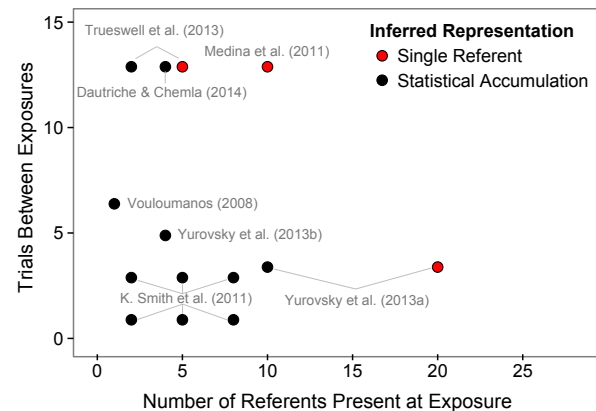 15
10
5
0
Trials Between Exposures
Trueswell et al. (2013)
Medina et al. (2011)
Dautriche & Chemla (2014)
Inferred Representation
Single Referent
Statistical Accumulation
Vouloumanos (2008)
Yurovsky et al. (2013b)
K. Smith et al. (2011)
Yurovsky et al. (2013a)
0 5 10 15 20 25
Number of Referents Present at Exposure